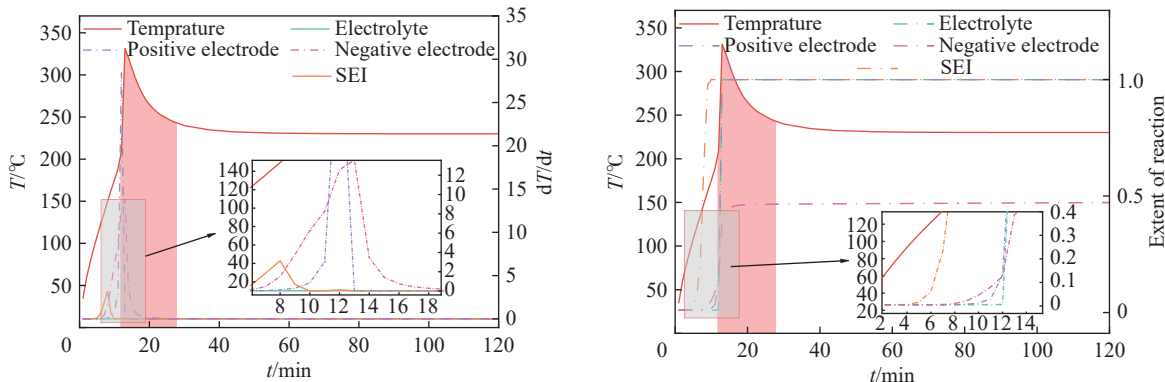 Temprature
Positive electrode
Electrolyte
Negative electrode
SEI
T/℃
350
300
250
200
150
100
50
0 20 40 60 80 100 120
t/min
35
30
25
20
15
10
5
0
dT/dt
140
120
100
80
60
40
20
8 10 12 14 16 18
12
10
8
6
4
2
0
Temprature
Positive electrode
Electrolyte
Negative electrode
SEI
T/℃
350
300
250
200
150
100
50
0 20 40 60 80 100 120
t/min
1.0
0.5
0
Extent of reaction
120
100
80
60
40
20
2 4 6 8 10 12 14
0.4
0.3
0.2
0.1
0